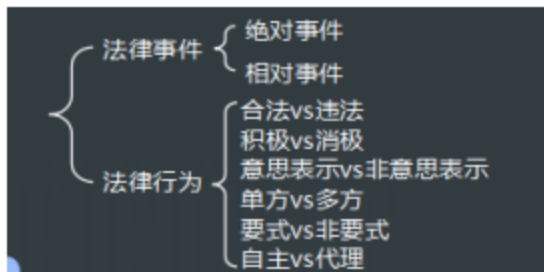 法律事件
绝对事件
相对事件
法律行为
合法vs违法
积极vs消极
意思表示vs非意思表示
单方vs多方
要式vs非要式
自主vs代理